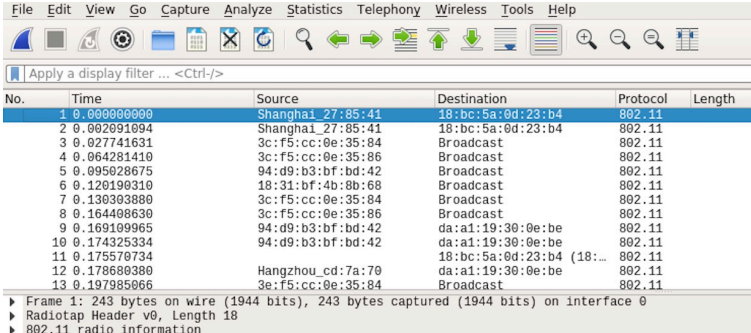 File Edit View Go Capture Analyze Statistics Telephony Wireless Tools Help
Apply a display filter ... <Ctrl-/>
No. Time Source Destination Protocol Length
1 0.000000000 Shanghai_27:85:41 18:bc:5a:0d:23:b4 802.11
2 0.002091094 Shanghai_27:85:41 18:bc:5a:0d:23:b4 802.11
3 0.027741631 3c:f5:cc:0e:35:84 Broadcast 802.11
4 0.064281410 3c:f5:cc:0e:35:86 Broadcast 802.11
5 0.095028675 94:d9:b3:bf:bd:42 Broadcast 802.11
6 0.120190310 18:31:bf:4b:8b:68 Broadcast 802.11
7 0.130303880 3c:f5:cc:0e:35:84 Broadcast 802.11
8 0.164408630 3c:f5:cc:0e:35:86 Broadcast 802.11
9 0.169109965 94:d9:b3:bf:bd:42 da:a1:19:30:0e:be 802.11
10 0.174325334 94:d9:b3:bf:bd:42 da:a1:19:30:0e:be 802.11
11 0.175570734 18:bc:5a:0d:23:b4 (18:… 802.11
12 0.178680380 Hangzhou_cd:7a:70 da:a1:19:30:0e:be 802.11
13 0.197985066 3e:f5:cc:0e:35:84 Broadcast 802.11
Frame 1: 243 bytes on wire (1944 bits), 243 bytes captured (1944 bits) on interface 0
Radiotap Header v0, Length 18
802.11 radio information